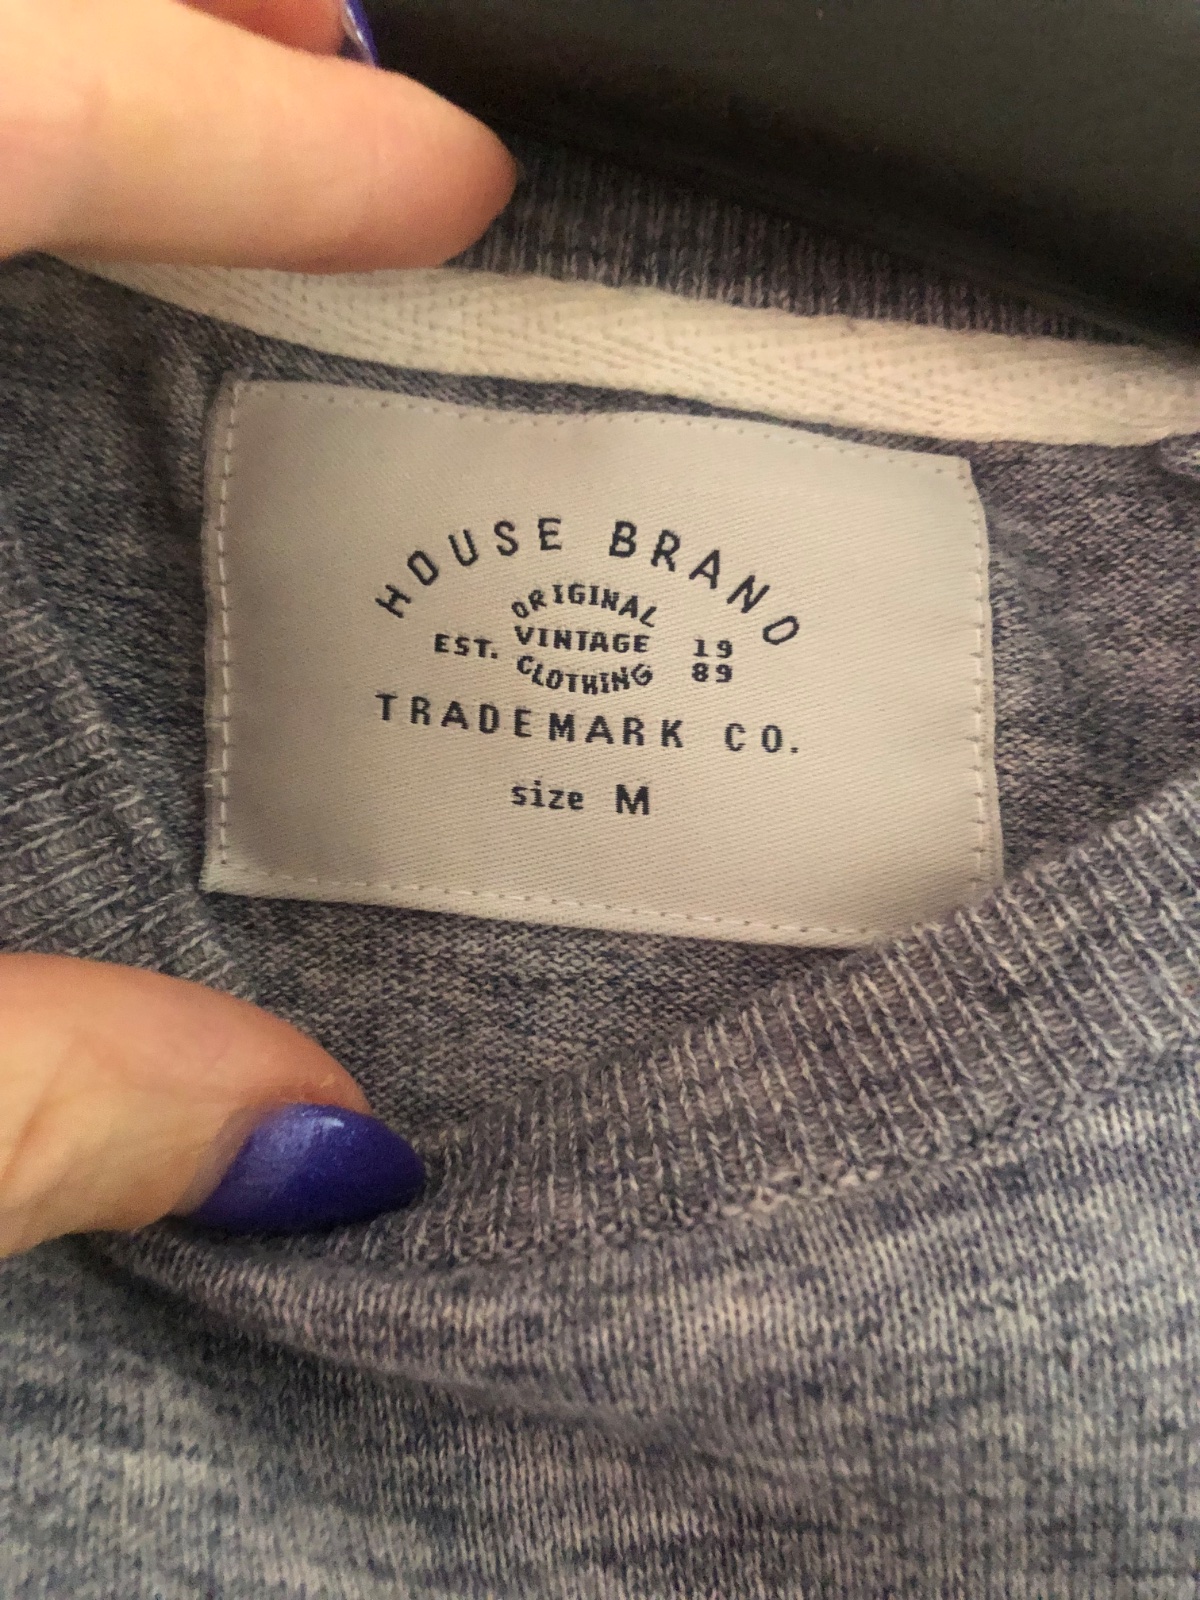 HOUSE BRAND
ORIGINAL
EST. VINTAGE 19
CLOTHING 89
TRADEMARK CO.
size M